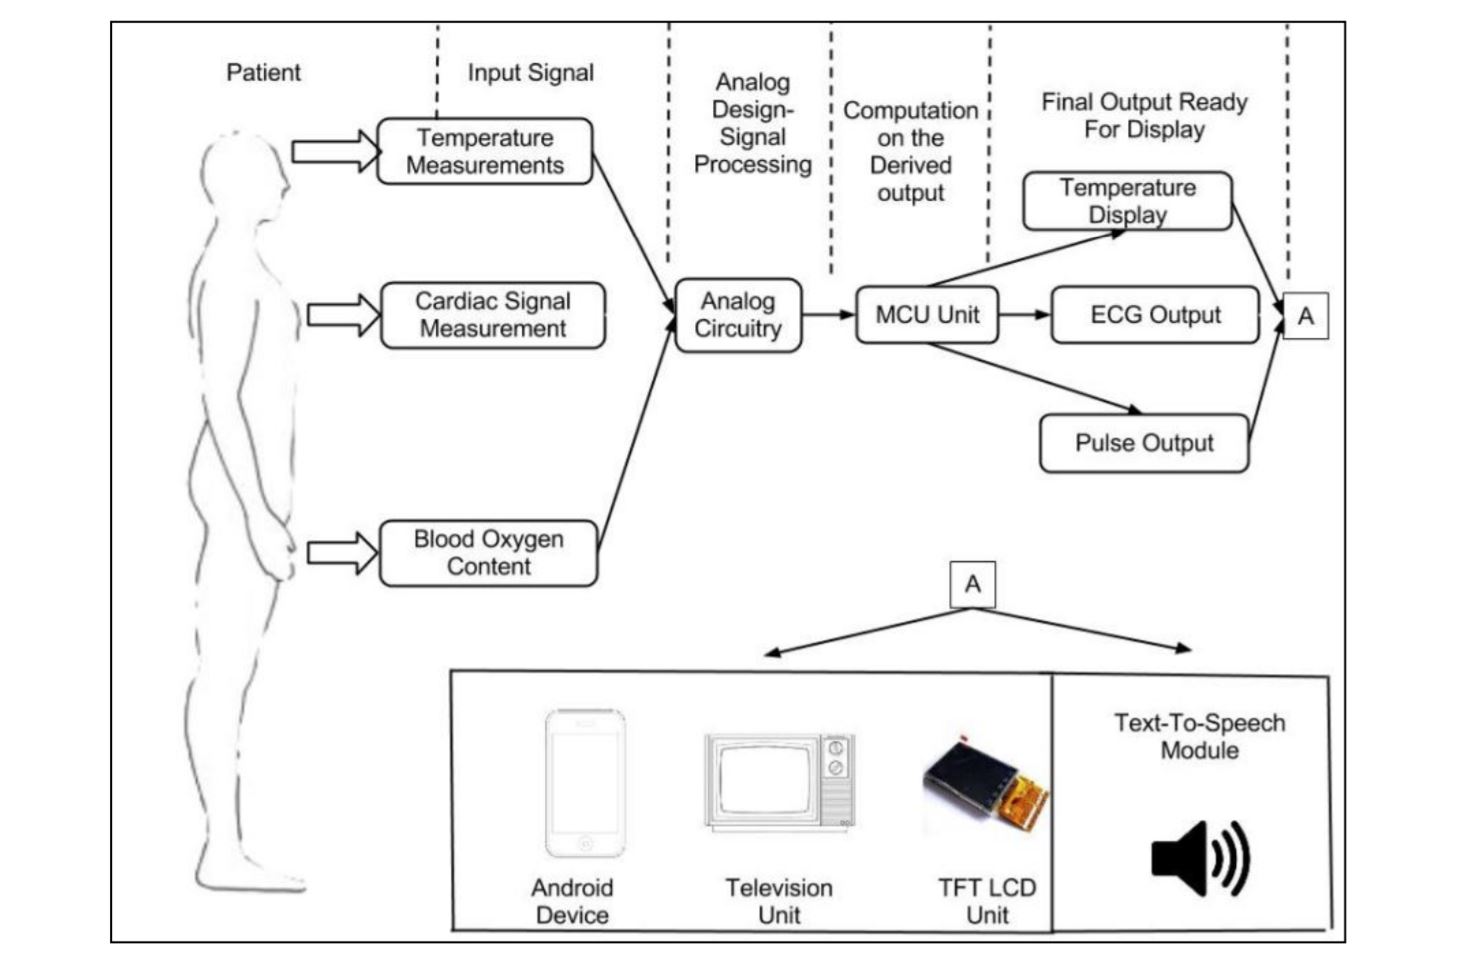 Patient
Input Signal
Analog
Design-
Signal
Processing
Computation
on the
Derived
output
Final Output Ready
For Display
Temperature
Measurements
Cardiac Signal
Measurement
Blood Oxygen
Content
Analog
Circuitry
MCU Unit
Temperature
Display
ECG Output
Pulse Output
A
A
Android
Device
Television
Unit
TFT LCD
Unit
Text-To-Speech
Module